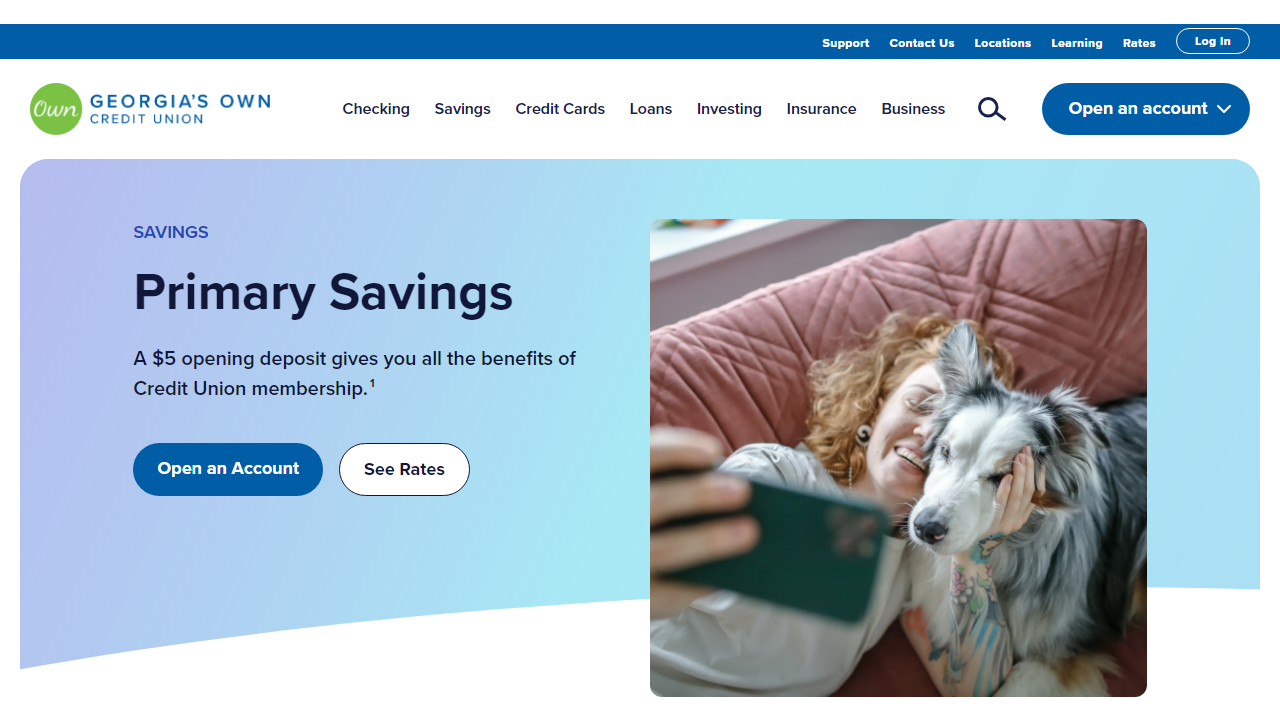 Support Contact Us Locations Learning Rates Log In
Own GEORGIA'S OWN
CREDIT UNION
Checking Savings Credit Cards Loans Investing Insurance Business Open an account
SAVINGS
Primary Savings
A $5 opening deposit gives you all the benefits of
Credit Union membership.¹
Open an Account See Rates